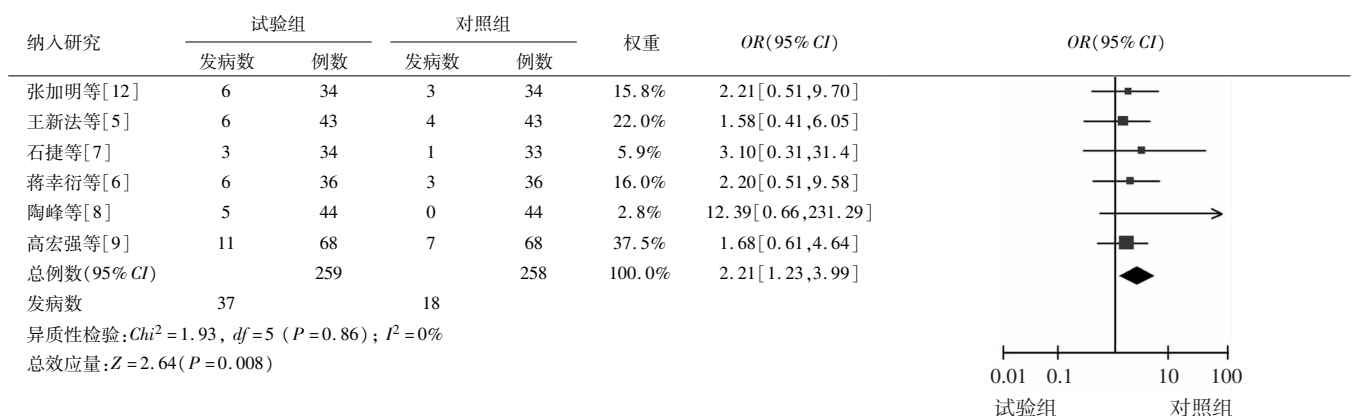 试验组 对照组
纳入研究 权重 OR(95% CI) OR(95% CI)
发病数 例数 发病数 例数
张加明等[12] 6 34 3 34 15.8% 2.21[0.51,9.70]
王新法等[5] 6 43 4 43 22.0% 1.58[0.41,6.05]
石捷等[7] 3 34 1 33 5.9% 3.10[0.31,31.4]
蒋幸衍等[6] 6 36 3 36 16.0% 2.20[0.51,9.58]
陶峰等[8] 5 44 0 44 2.8% 12.39[0.66,231.29]
高宏强等[9] 11 68 7 68 37.5% 1.68[0.61,4.64]
总例数(95% CI) 259 258 100.0% 2.21[1.23,3.99]
发病数 37 18
异质性检验:Chi²=1.93, df=5 (P=0.86); I²=0%
总效应量:Z=2.64(P=0.008)
0.01 0.1 10 100
试验组 对照组